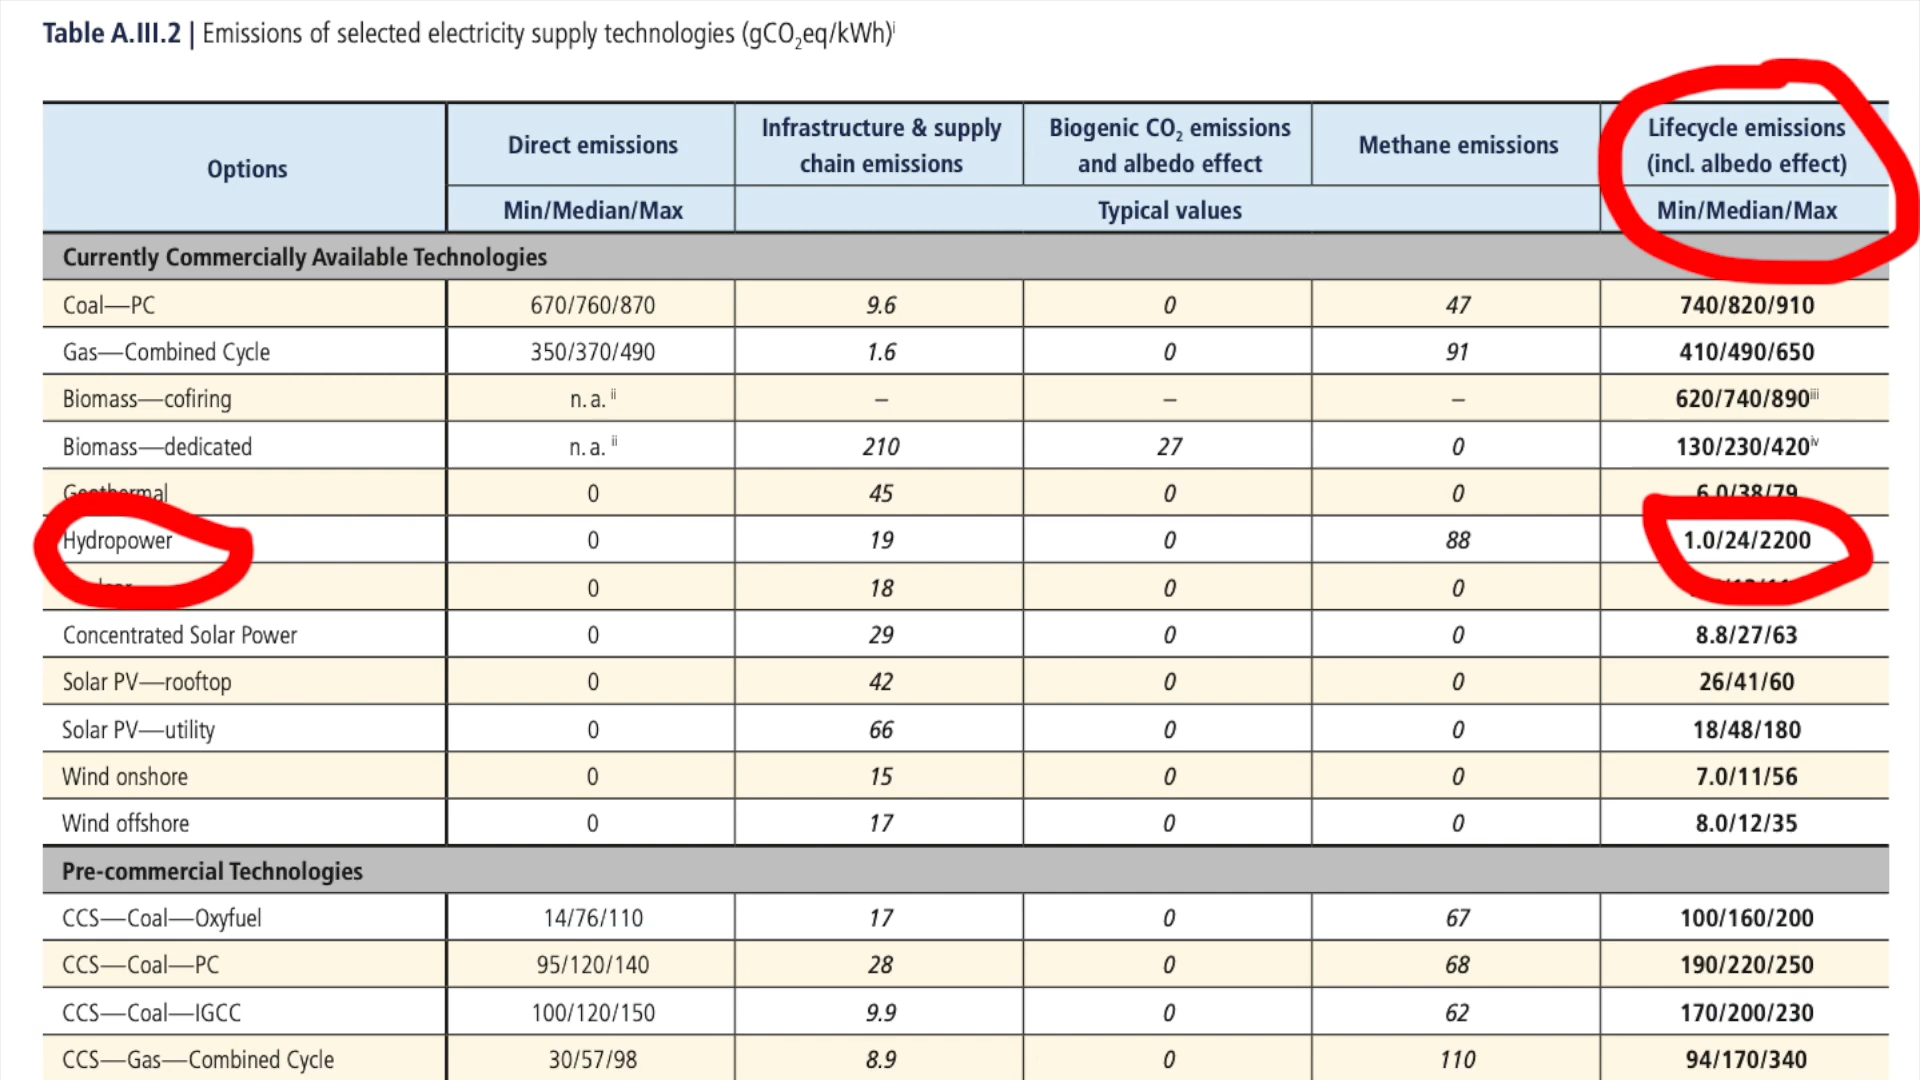 Table A.III.2 | Emissions of selected electricity supply technologies (gCO₂eq/kWh)ⁱ
Options
Direct emissions
Infrastructure & supply chain emissions
Biogenic CO₂ emissions and albedo effect
Methane emissions
Lifecycle emissions (incl. albedo effect)
Min/Median/Max
Typical values
Min/Median/Max
Currently Commercially Available Technologies
Coal—PC 670/760/870 9.6 0 47 740/820/910
Gas—Combined Cycle 350/370/490 1.6 0 91 410/490/650
Biomass—cofiring n. a. ⁱⁱ – – – 620/740/890ⁱⁱⁱ
Biomass—dedicated n. a. ⁱⁱ 210 27 0 130/230/420ⁱᵛ
Geothermal 0 45 0 0 6.0/38/79
Hydropower 0 19 0 88 1.0/24/2200
0 18 0 0
Concentrated Solar Power 0 29 0 0 8.8/27/63
Solar PV—rooftop 0 42 0 0 26/41/60
Solar PV—utility 0 66 0 0 18/48/180
Wind onshore 0 15 0 0 7.0/11/56
Wind offshore 0 17 0 0 8.0/12/35
Pre-commercial Technologies
CCS—Coal—Oxyfuel 14/76/110 17 0 67 100/160/200
CCS—Coal—PC 95/120/140 28 0 68 190/220/250
CCS—Coal—IGCC 100/120/150 9.9 0 62 170/200/230
CCS—Gas—Combined Cycle 30/57/98 8.9 0 110 94/170/340